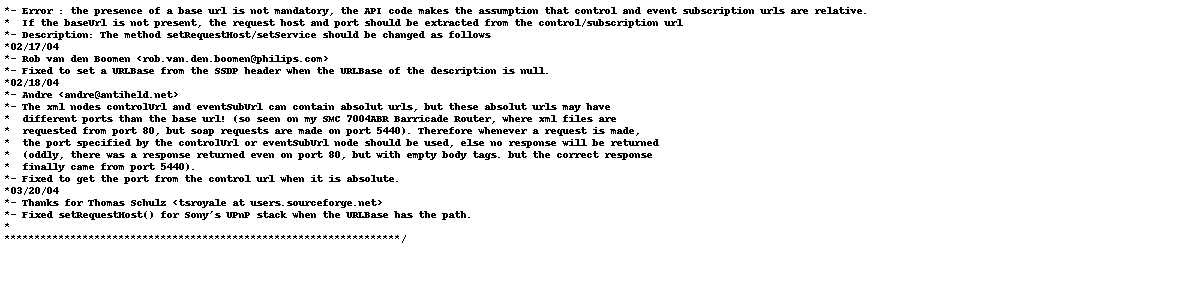 *- Error : the presence of a base url is not mandatory, the API code makes the assumption that control and event subscription urls are relative.
*  If the baseUrl is not present, the request host and port should be extracted from the control/subscription url
*- Description: The method setRequestHost/setService should be changed as follows
*02/17/04
*- Rob van den Boomen <rob.van.den.boomen@philips.com>
*- Fixed to set a URLBase from the SSDP header when the URLBase of the description is null.
*02/18/04
*- Andre <andre@antiheld.net>
*- The xml nodes controlUrl and eventSubUrl can contain absolut urls, but these absolut urls may have
*  different ports than the base url! (so seen on my SMC 7004ABR Barricade Router, where xml files are
*  requested from port 80, but soap requests are made on port 5440). Therefore whenever a request is made,
*  the port specified by the controlUrl or eventSubUrl node should be used, else no response will be returned
*  (oddly, there was a response returned even on port 80, but with empty body tags. but the correct response
*  finally came from port 5440).
*- Fixed to get the port from the control url when it is absolute.
*03/20/04
*- Thanks for Thomas Schulz <tsroyale at users.sourceforge.net>
*- Fixed setRequestHost() for Sony's UPnP stack when the URLBase has the path.
*
******************************************************************/